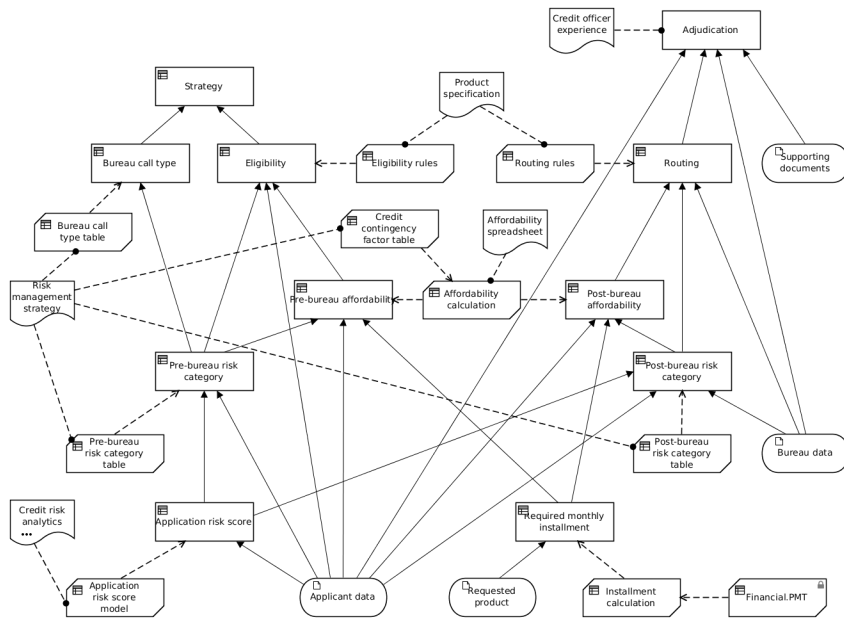 Credit officer
experience
Adjudication
Strategy
Product
specification
Bureau call type
Eligibility
Eligibility rules
Routing rules
Routing
Supporting
documents
Bureau call
type table
Credit
contingency
factor table
Affordability
spreadsheet
Risk
management
strategy
Pre-bureau affordability
Affordability
calculation
Post-bureau
affordability
Pre-bureau risk
category
Post-bureau risk
category
Pre-bureau
risk category
table
Post-bureau
risk category
table
Bureau data
Credit risk
analytics
...
Application risk score
Required monthly
installment
Application
risk score
model
Applicant data
Requested
product
Installment
calculation
Financial.PMT